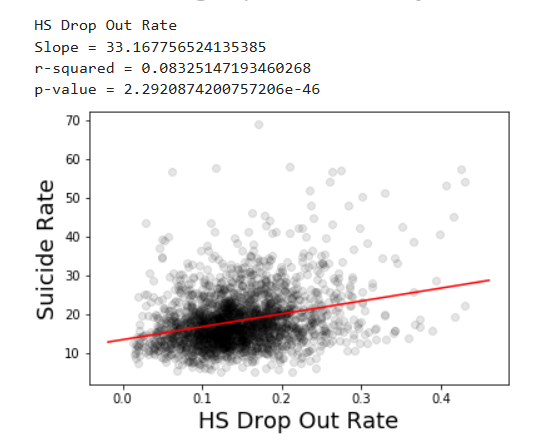 HS Drop Out Rate
Slope = 33.167756524135385
r-squared = 0.08325147193460268
p-value = 2.2920874200757206e-46
70
60
50
40
30
20
10
Suicide Rate
0.0 0.1 0.2 0.3 0.4
HS Drop Out Rate